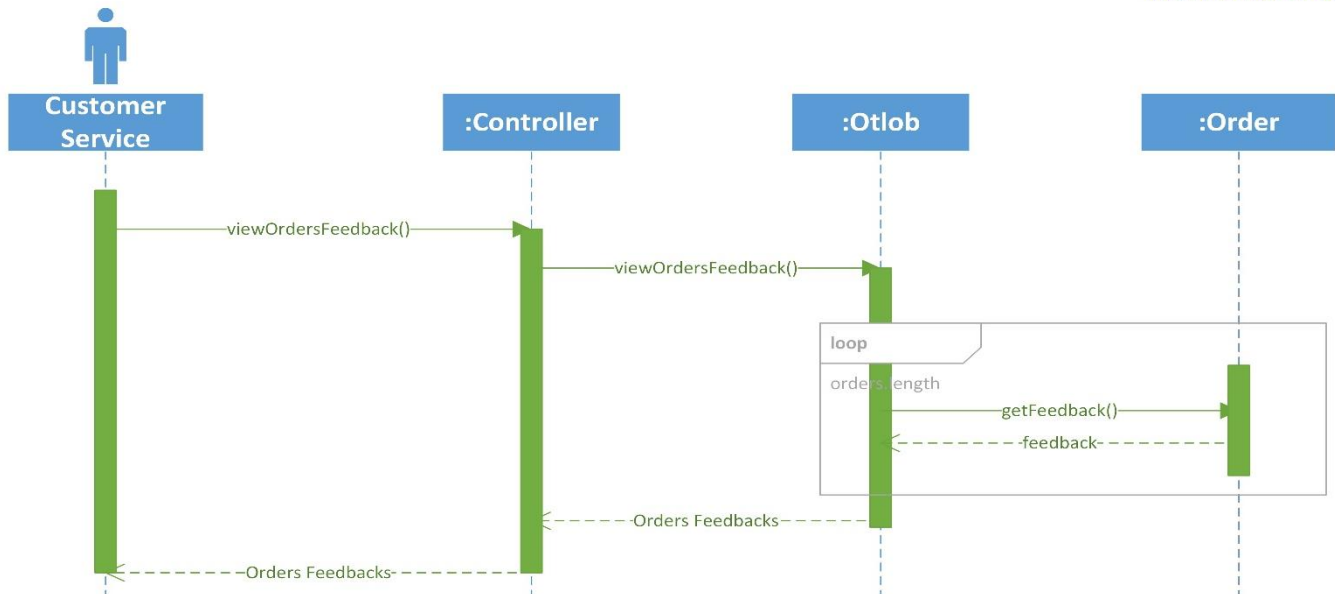 Customer
Service
:Controller
:Otlob
:Order
viewOrdersFeedback()
viewOrdersFeedback()
loop
orders.length
getFeedback()
feedback
Orders Feedbacks
Orders Feedbacks